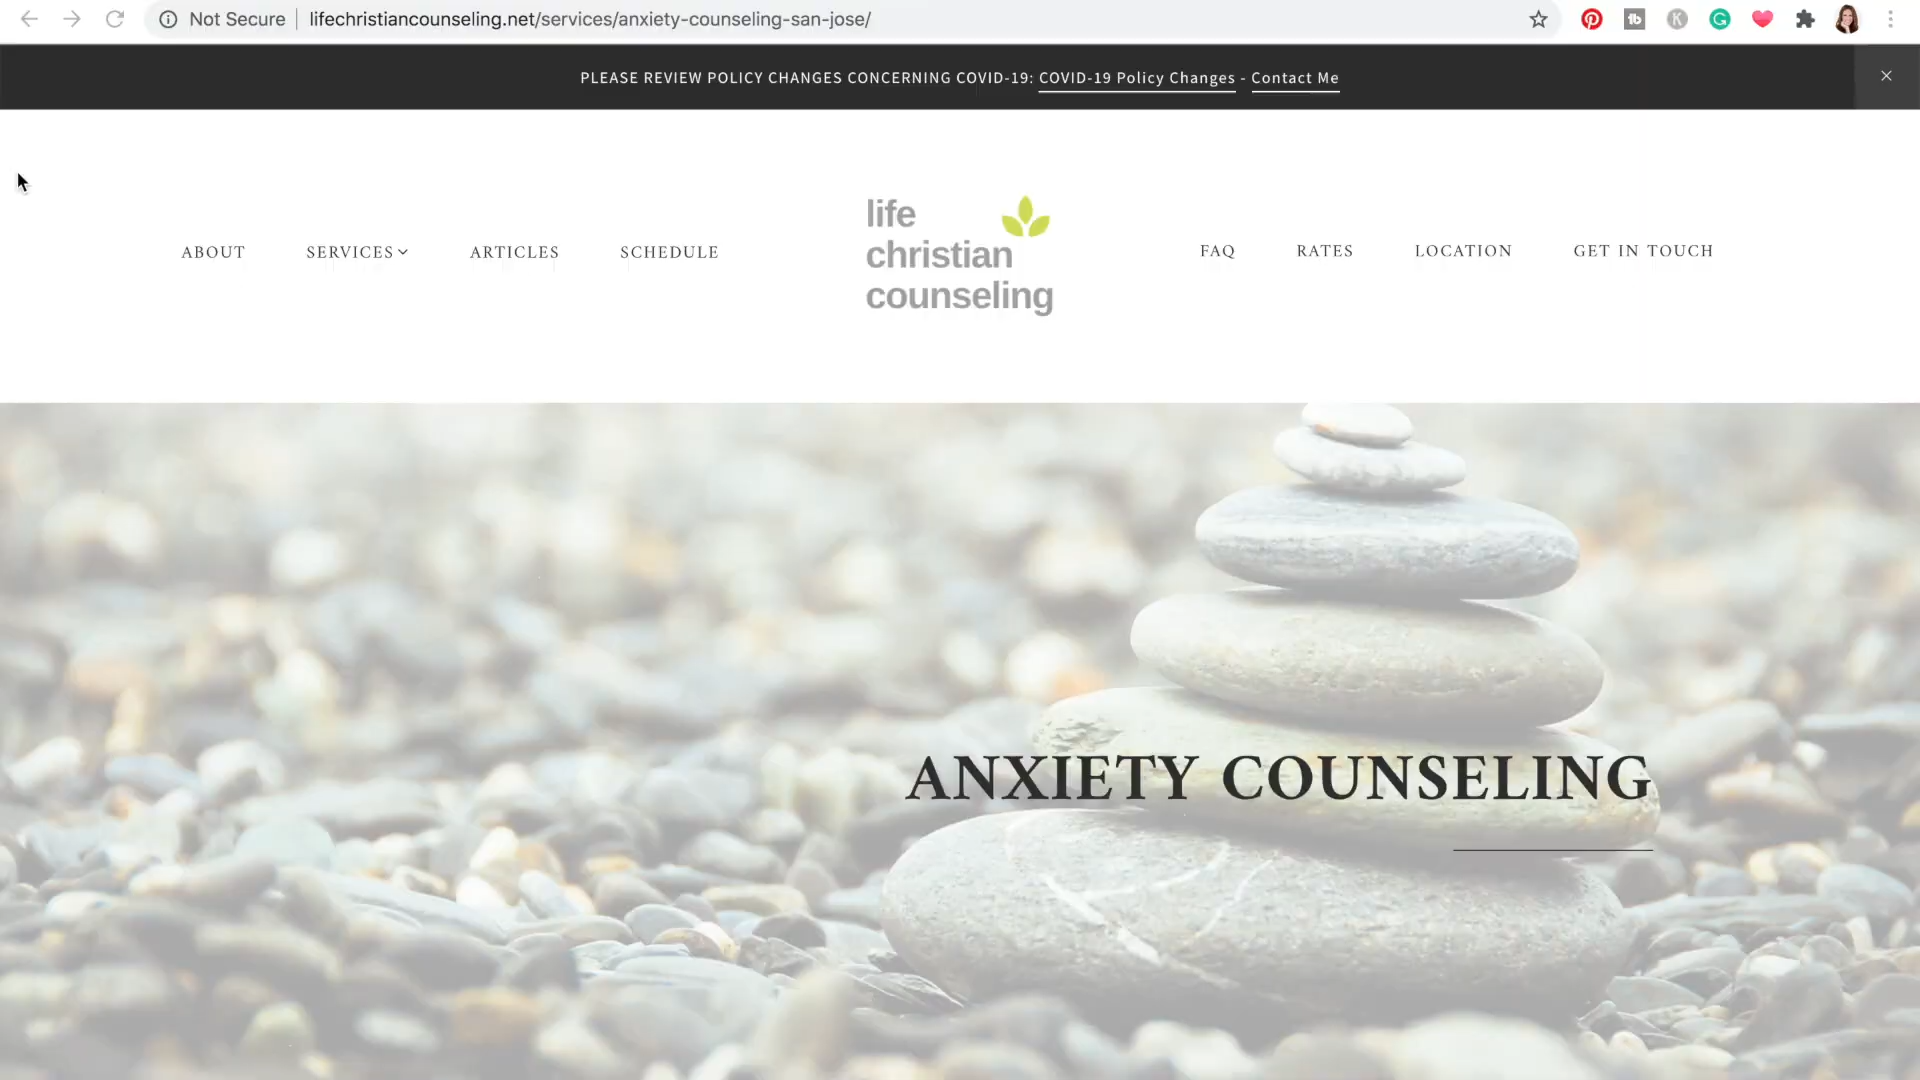 Not Secure lifechristiancounseling.net/services/anxiety-counseling-san-jose/
PLEASE REVIEW POLICY CHANGES CONCERNING COVID-19: COVID-19 Policy Changes - Contact Me
ABOUT SERVICES ARTICLES SCHEDULE
life
christian
counseling
FAQ RATES LOCATION GET IN TOUCH
ANXIETY COUNSELING